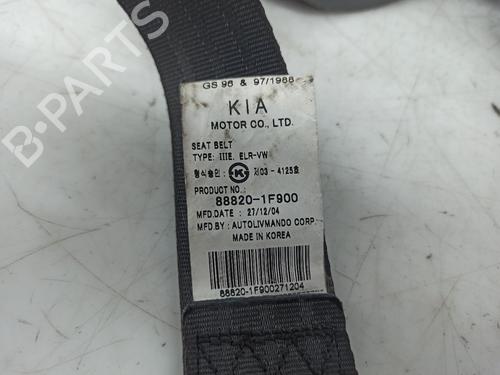 GS 96 & 97/1988
KIA
MOTOR CO., LTD.
SEAT BELT
TYPE: IIIE, ELR-VW
형식승인: K 제03 - 4125호
PRODUCT NO.:
88820-1F900
MFD.DATE : 27/12/04
MFD.BY : AUTOLIVMANDO CORP.
MADE IN KOREA
88820-1F900271204
B-PARTS